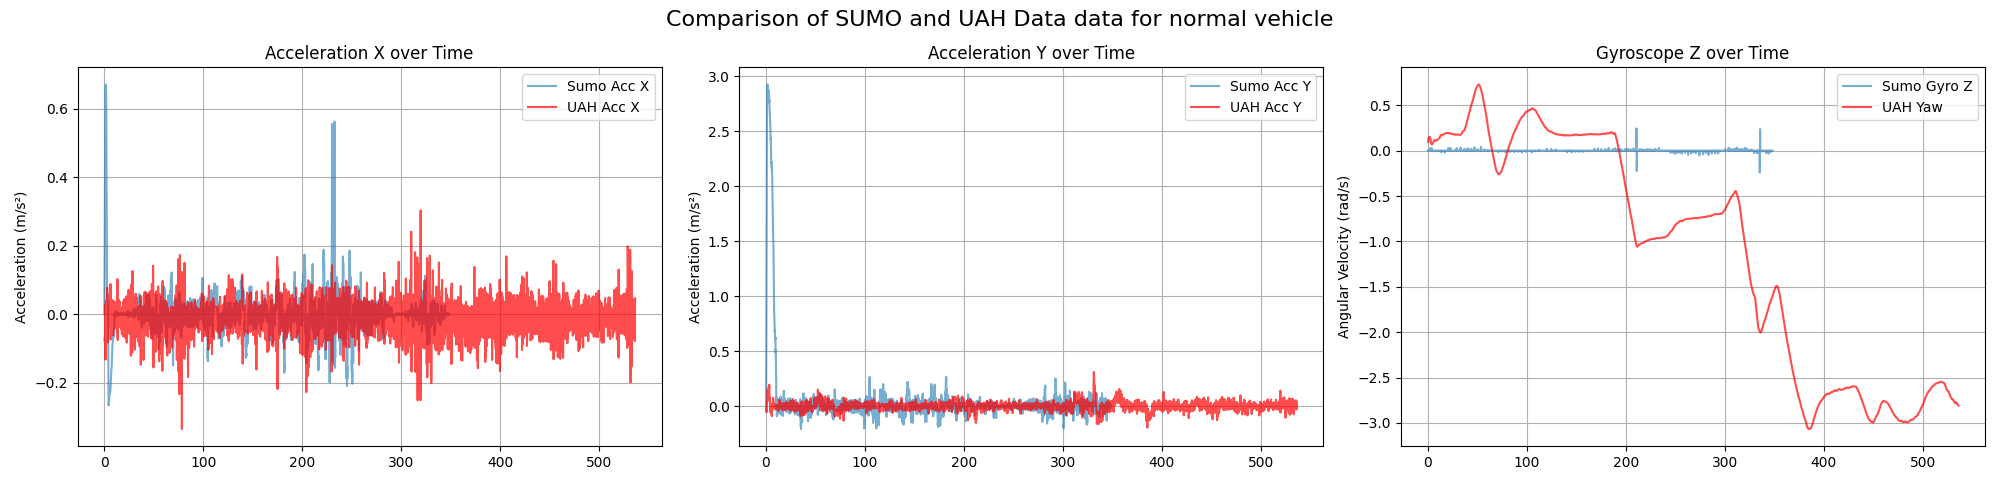 Comparison of SUMO and UAH Data data for normal vehicle
Acceleration X over Time
Acceleration (m/s²)
0.6
0.4
0.2
0.0
−0.2
0 100 200 300 400 500
Sumo Acc X
UAH Acc X
Acceleration Y over Time
Acceleration (m/s²)
3.0
2.5
2.0
1.5
1.0
0.5
0.0
0 100 200 300 400 500
Sumo Acc Y
UAH Acc Y
Gyroscope Z over Time
Angular Velocity (rad/s)
0.5
0.0
−0.5
−1.0
−1.5
−2.0
−2.5
−3.0
0 100 200 300 400 500
Sumo Gyro Z
UAH Yaw